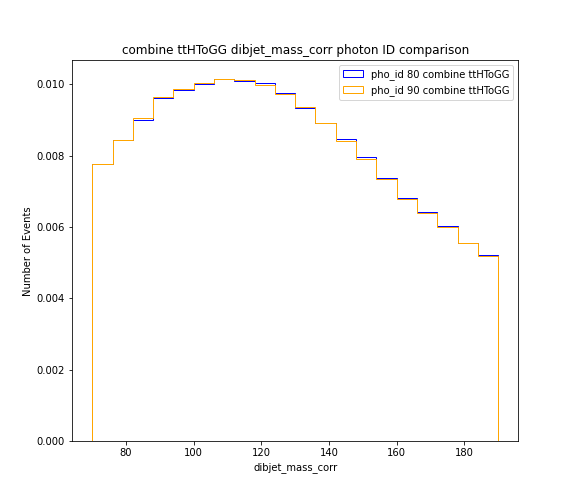 combine ttHToGG dibjet_mass_corr photon ID comparison
pho_id 80 combine ttHToGG
pho_id 90 combine ttHToGG
Number of Events
0.010
0.008
0.006
0.004
0.002
0.000
80 100 120 140 160 180
dibjet_mass_corr